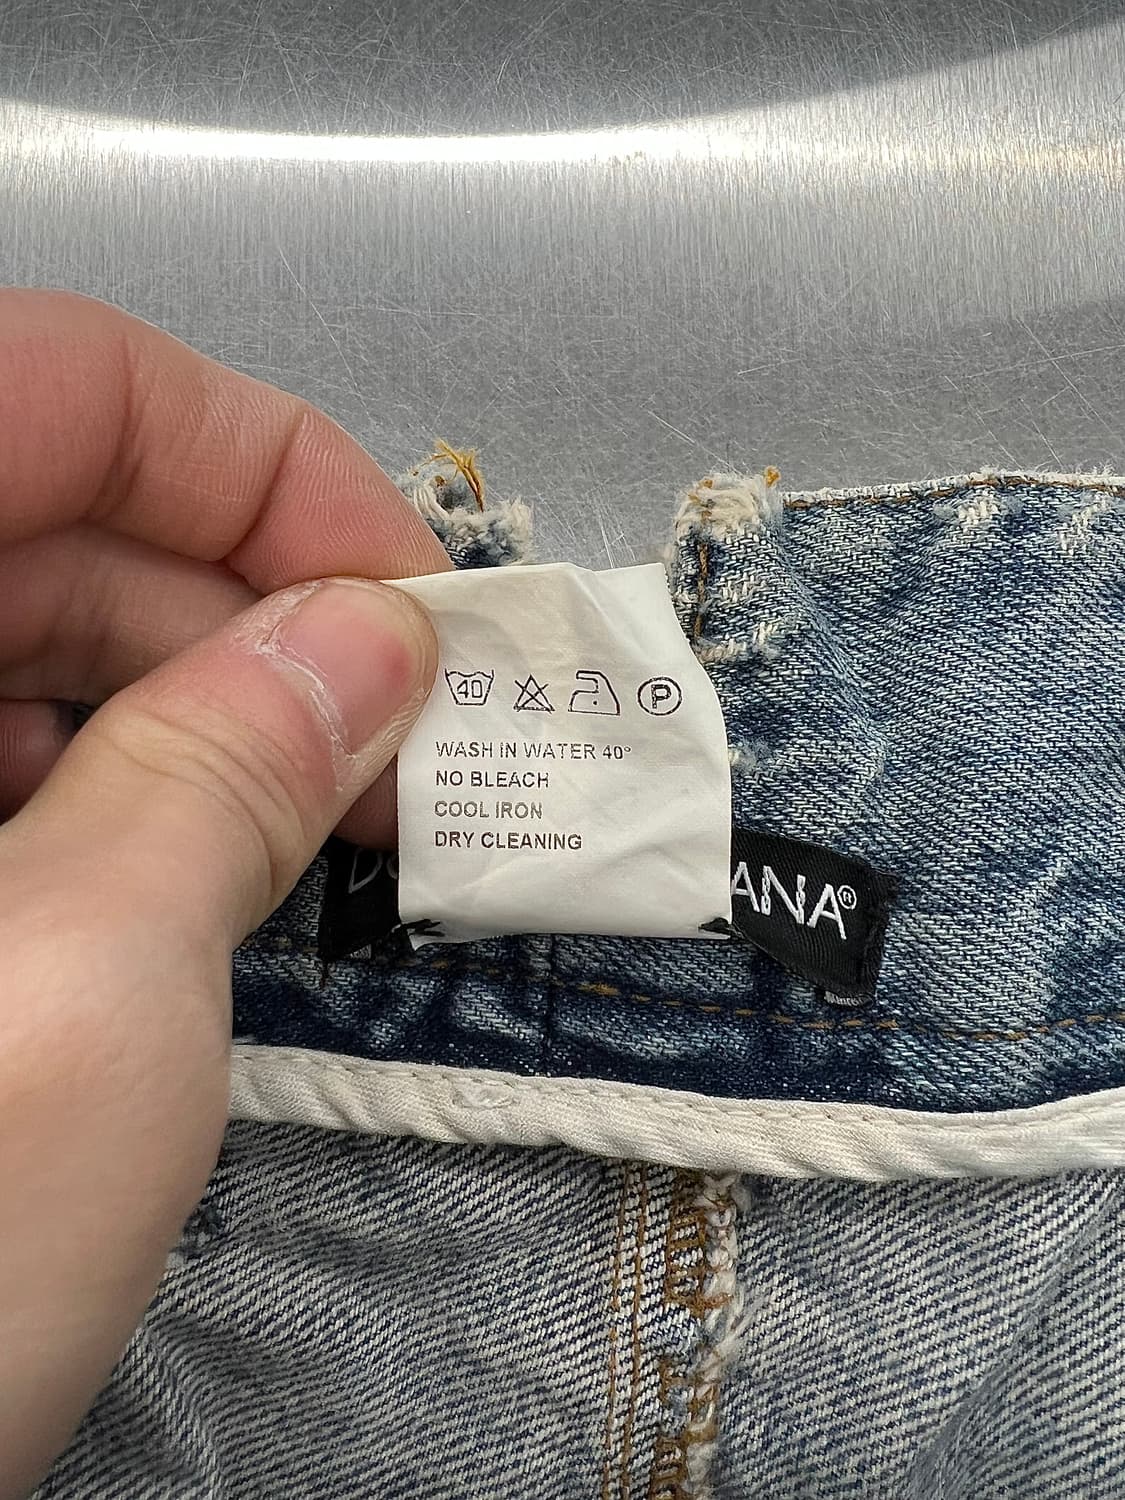 40 P
WASH IN WATER 40°
NO BLEACH
COOL IRON
DRY CLEANING
ANA®